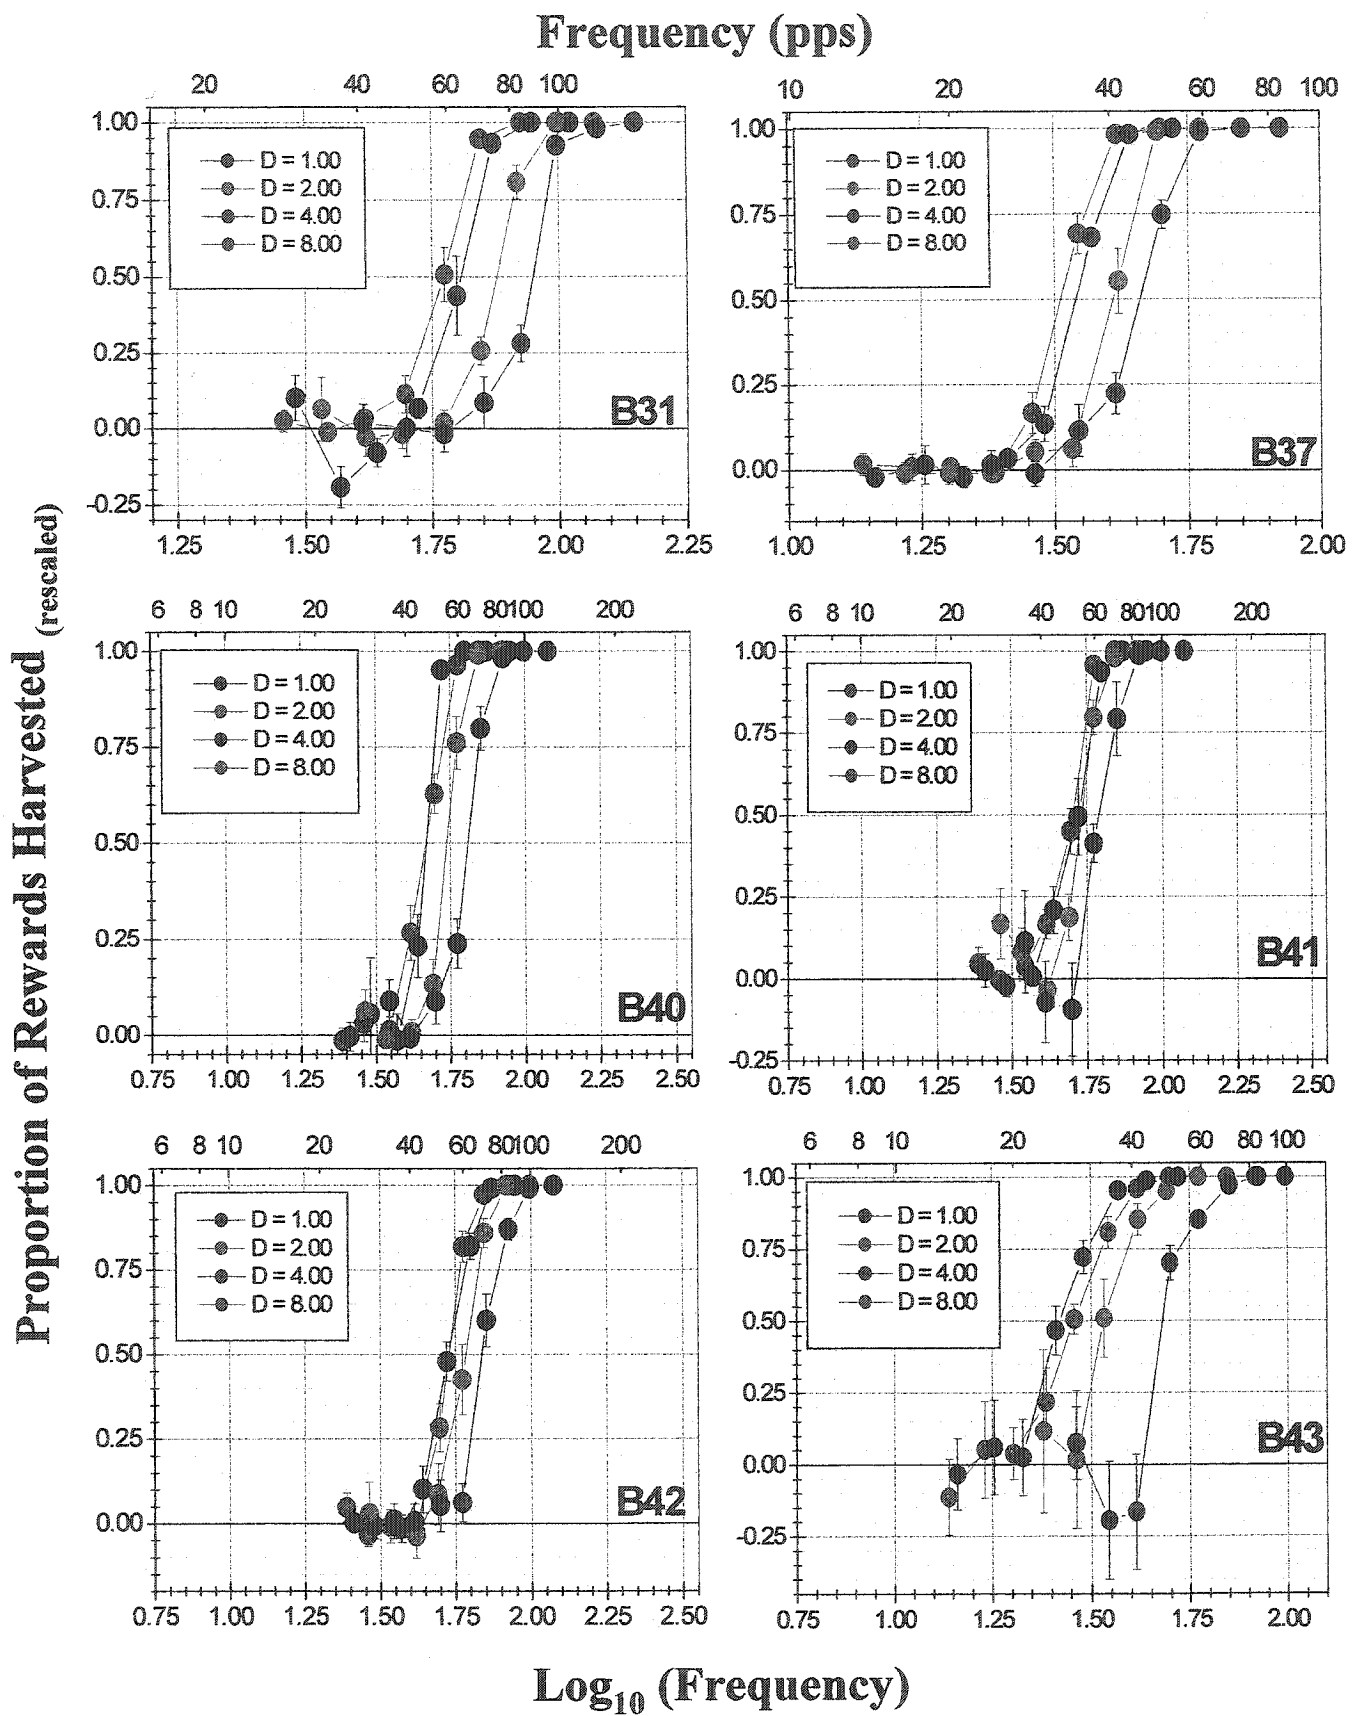 Frequency (pps)
20 40 60 80 100
10 20 40 60 80 100
1.00
0.75
0.50
0.25
0.00
-0.25
D = 1.00
D = 2.00
D = 4.00
D = 8.00
B31
1.25 1.50 1.75 2.00 2.25
1.00
0.75
0.50
0.25
0.00
D = 1.00
D = 2.00
D = 4.00
D = 8.00
B37
1.00 1.25 1.50 1.75 2.00
Proportion of Rewards Harvested (rescaled)
6 8 10 20 40 60 80 100 200
1.00
0.75
0.50
0.25
0.00
D = 1.00
D = 2.00
D = 4.00
D = 8.00
B40
0.75 1.00 1.25 1.50 1.75 2.00 2.25 2.50
6 8 10 20 40 60 80 100 200
1.00
0.75
0.50
0.25
0.00
-0.25
D = 1.00
D = 2.00
D = 4.00
D = 8.00
B41
0.75 1.00 1.25 1.50 1.75 2.00 2.25 2.50
6 8 10 20 40 60 80 100 200
1.00
0.75
0.50
0.25
0.00
D = 1.00
D = 2.00
D = 4.00
D = 8.00
B42
0.75 1.00 1.25 1.50 1.75 2.00 2.25 2.50
6 8 10 20 40 60 80 100
1.00
0.75
0.50
0.25
0.00
-0.25
D = 1.00
D = 2.00
D = 4.00
D = 8.00
B43
0.75 1.00 1.25 1.50 1.75 2.00
Log10 (Frequency)